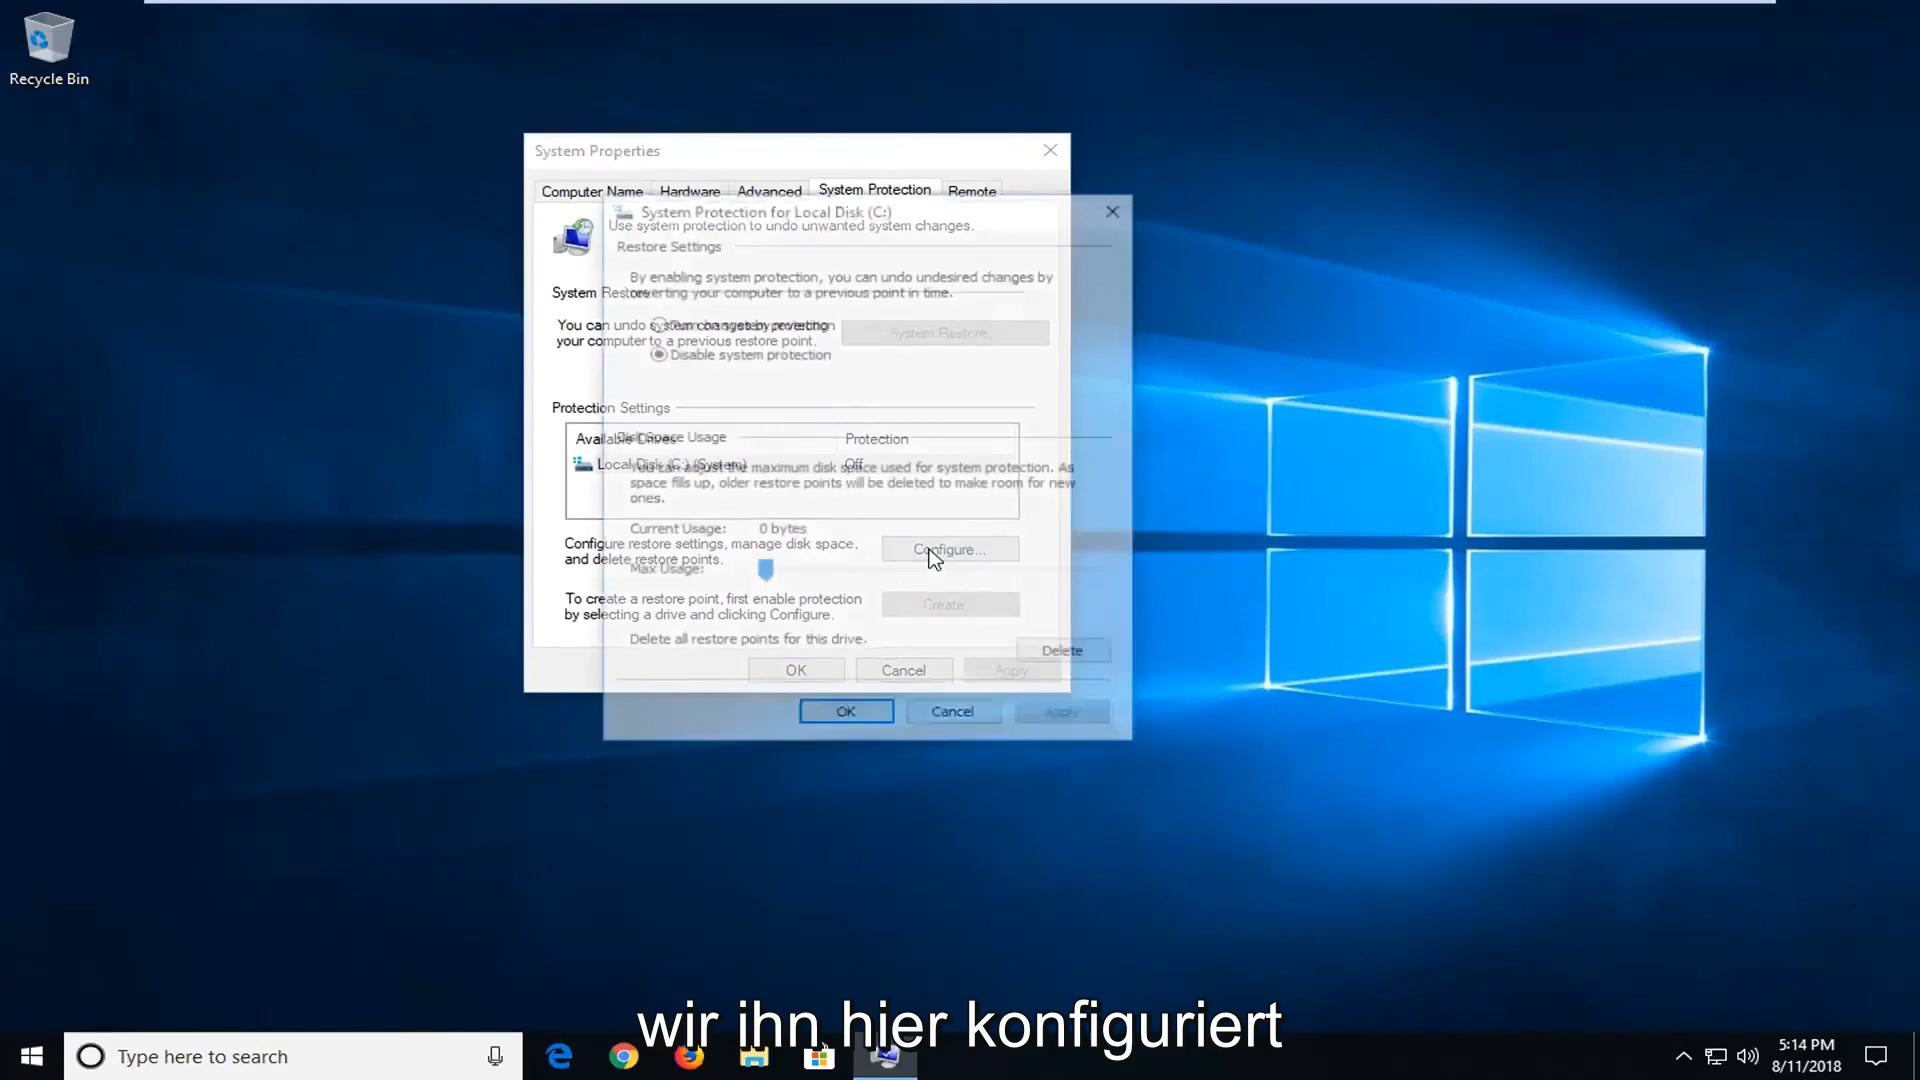 Recycle Bin
System Properties
Computer Name Hardware Advanced System Protection Remote
System Protection for Local Disk (C:)
Use system protection to undo unwanted system changes.
Restore Settings
By enabling system protection, you can undo undesired changes by
reverting your computer to a previous point in time.
System Restore
You can undo system changes by reverting
your computer to a previous restore point.
System Restore...
Disable system protection
Protection Settings
Disk Space Usage
Available Drives Protection
Local Disk (C:) (System) Off
You can adjust the maximum disk space used for system protection. As
space fills up, older restore points will be deleted to make room for new
ones.
Current Usage: 0 bytes
Configure restore settings, manage disk space,
and delete restore points.
Configure...
Max Usage:
To create a restore point, first enable protection
by selecting a drive and clicking Configure.
Create
Delete all restore points for this drive.
Delete
OK Cancel Apply
OK Cancel Apply
wir ihn hier konfiguriert
Type here to search
5:14 PM
8/11/2018